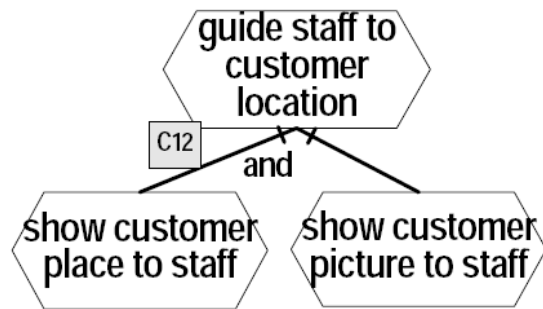 guide staff to
customer
location
C12
and
show customer
place to staff
show customer
picture to staff